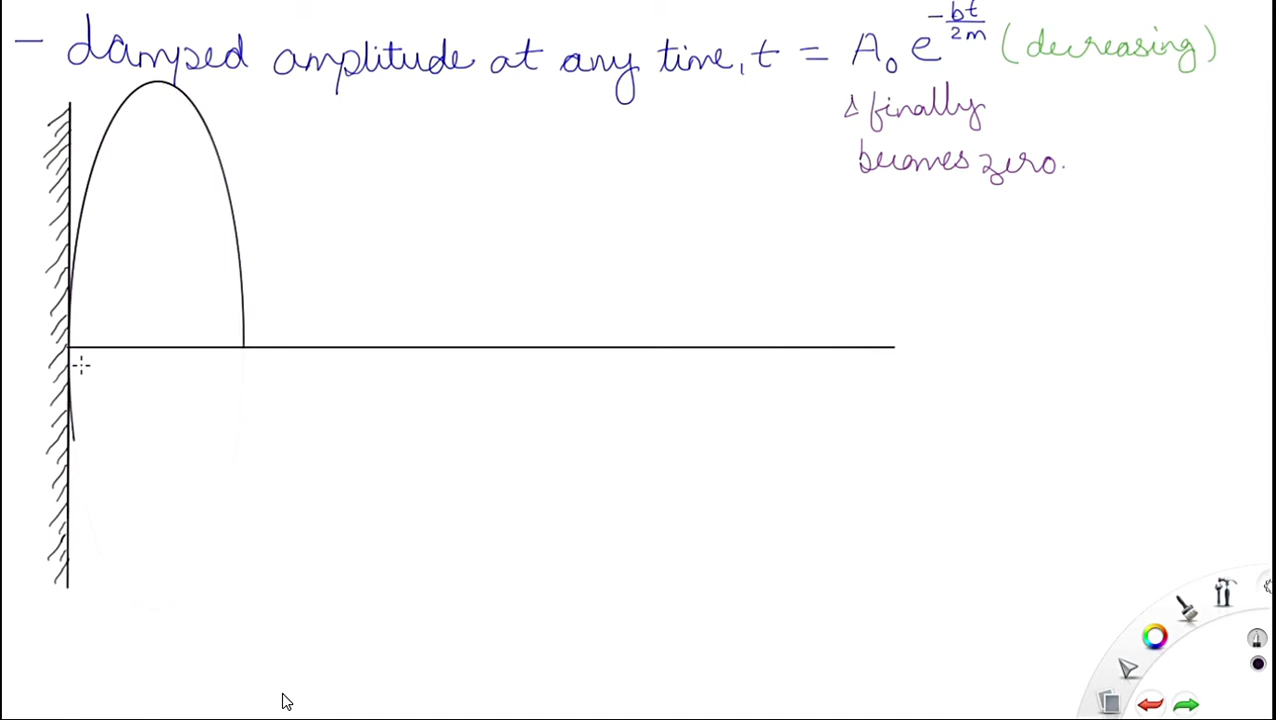 - damped amplitude at any time, t = A₀ e^(-bt/2m) (decreasing)
& finally
becomes zero.